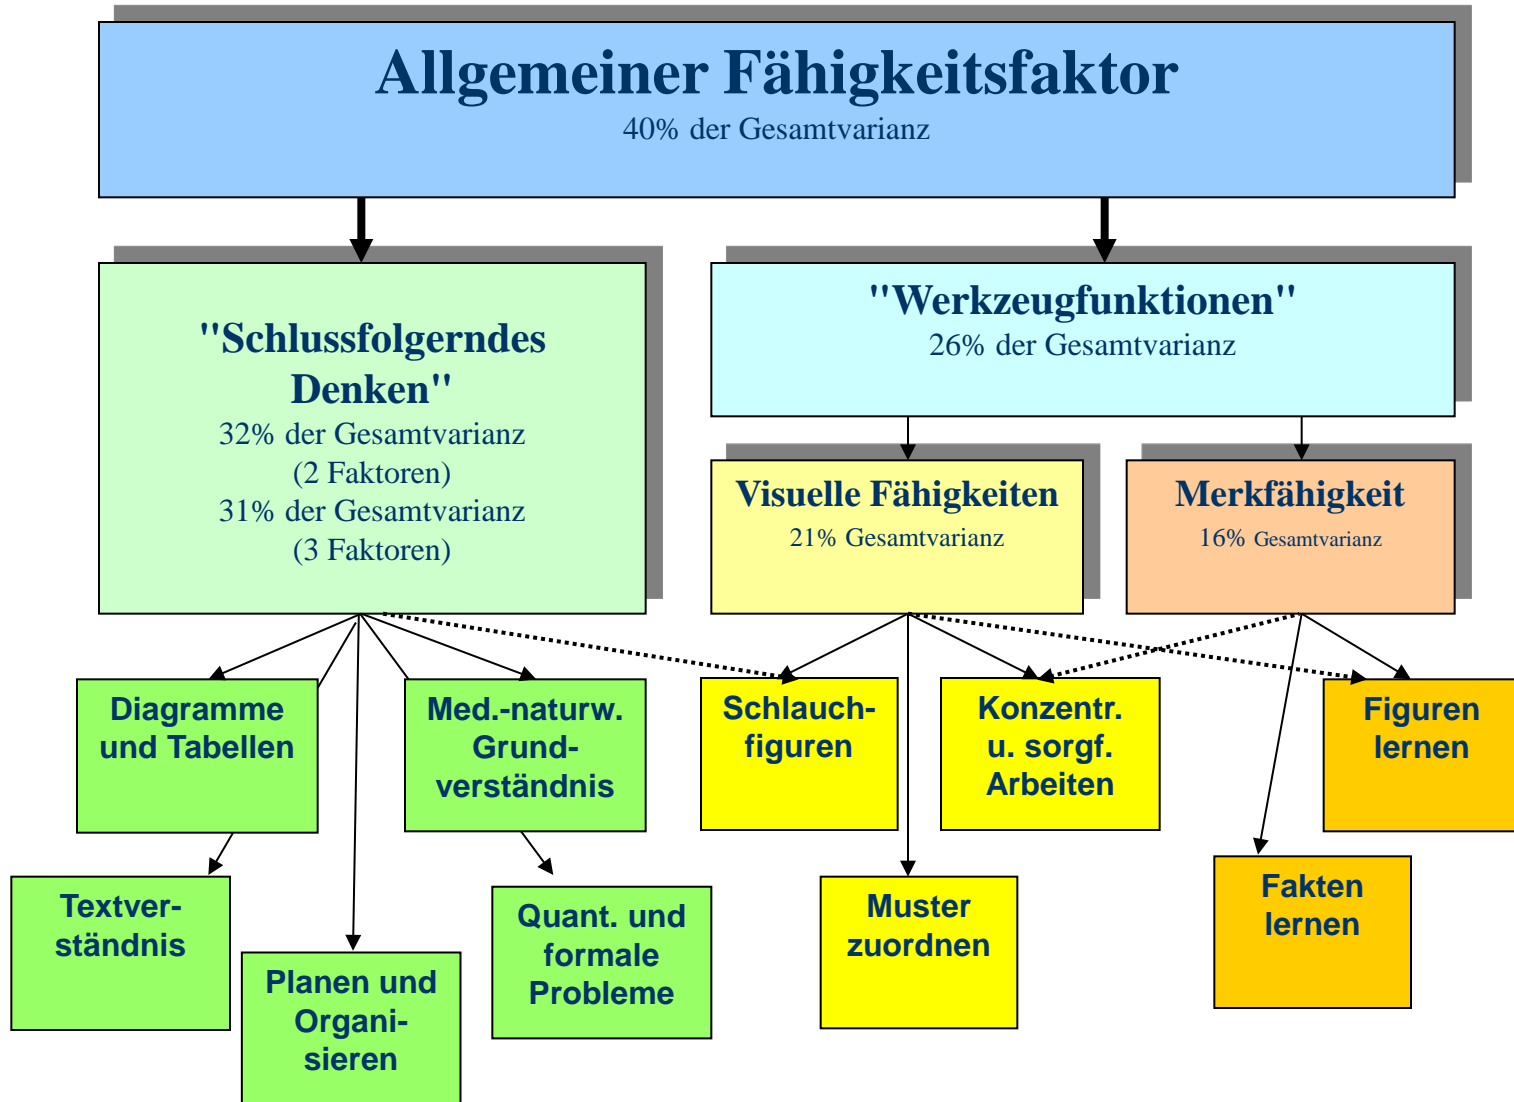 Allgemeiner Fähigkeitsfaktor
40% der Gesamtvarianz
"Schlussfolgerndes
Denken"
32% der Gesamtvarianz
(2 Faktoren)
31% der Gesamtvarianz
(3 Faktoren)
"Werkzeugfunktionen"
26% der Gesamtvarianz
Visuelle Fähigkeiten
21% Gesamtvarianz
Merkfähigkeit
16% Gesamtvarianz
Diagramme
und Tabellen
Med.-naturw.
Grund-
verständnis
Schlauch-
figuren
Konzentr.
u. sorgf.
Arbeiten
Figuren
lernen
Textver-
ständnis
Planen und
Organi-
sieren
Quant. und
formale
Probleme
Muster
zuordnen
Fakten
lernen